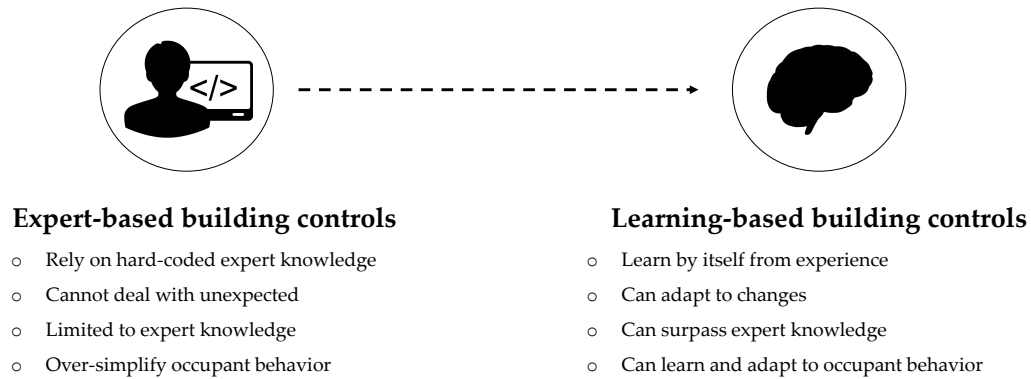 </>
Expert-based building controls
○ Rely on hard-coded expert knowledge
○ Cannot deal with unexpected
○ Limited to expert knowledge
○ Over-simplify occupant behavior
Learning-based building controls
○ Learn by itself from experience
○ Can adapt to changes
○ Can surpass expert knowledge
○ Can learn and adapt to occupant behavior